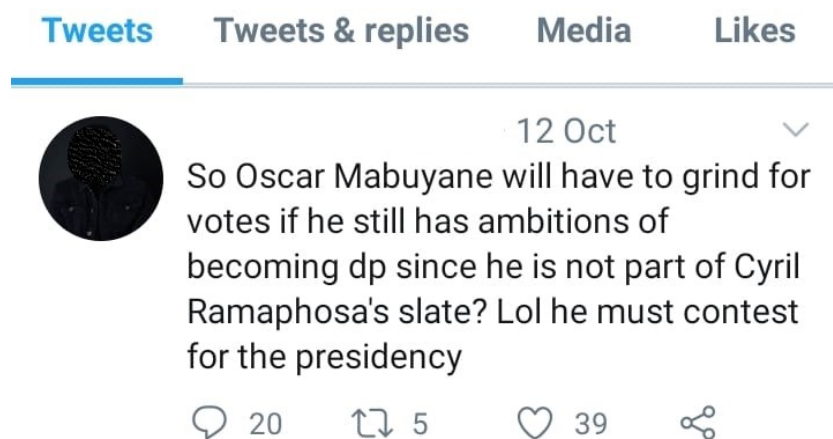 Tweets Tweets & replies Media Likes
12 Oct
So Oscar Mabuyane will have to grind for
votes if he still has ambitions of
becoming dp since he is not part of Cyril
Ramaphosa's slate? Lol he must contest
for the presidency
20 5 39